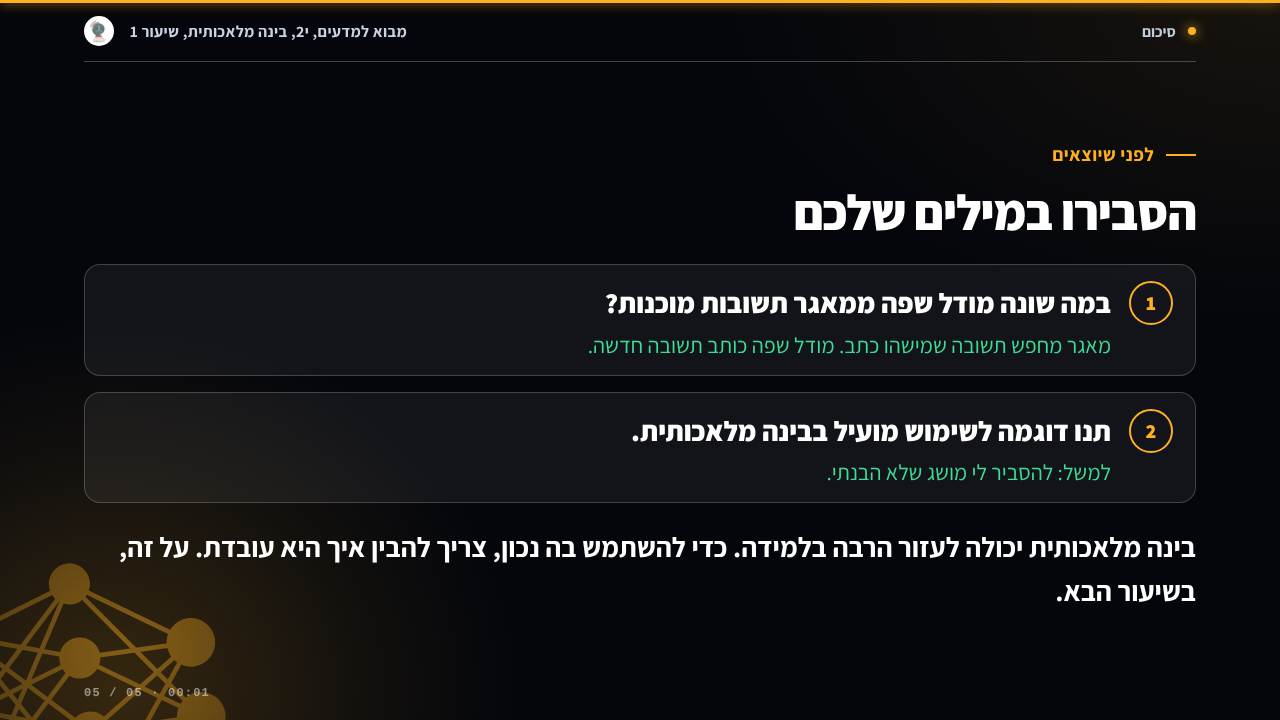 סיכום
מבוא למדעים, י2, בינה מלאכותית, שיעור 1
לפני שיוצאים
הסבירו במילים שלכם
1
במה שונה מודל שפה ממאגר תשובות מוכנות?
מאגר מחפש תשובה שמישהו כתב. מודל שפה כותב תשובה חדשה.
2
תנו דוגמה לשימוש מועיל בבינה מלאכותית.
למשל: להסביר לי מושג שלא הבנתי.
בינה מלאכותית יכולה לעזור הרבה בלמידה. כדי להשתמש בה נכון, צריך להבין איך היא עובדת. על זה,
בשיעור הבא.
05 / 05 · 00:01